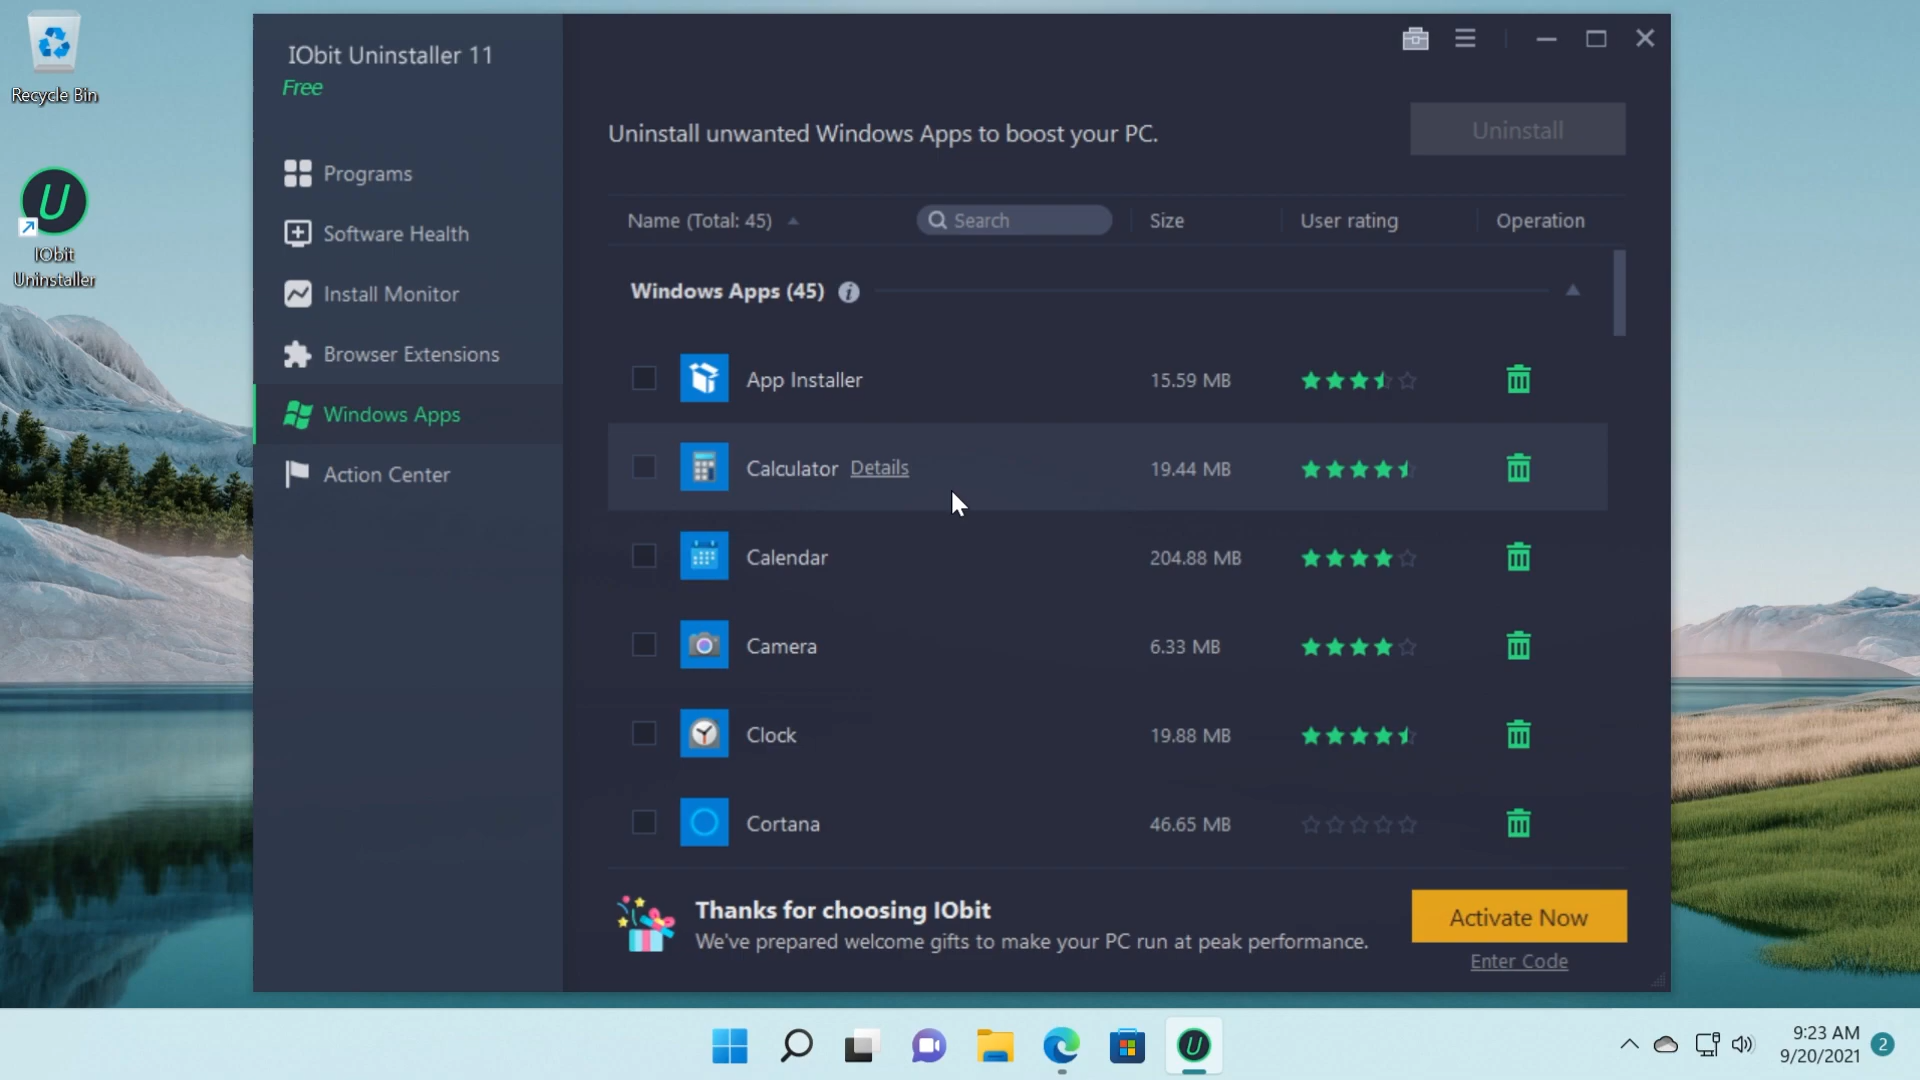 Recycle Bin
IObit
Uninstaller
IObit Uninstaller 11
Free
Programs
Software Health
Install Monitor
Browser Extensions
Windows Apps
Action Center
Uninstall unwanted Windows Apps to boost your PC.
Uninstall
Name (Total: 45) Search Size User rating Operation
Windows Apps (45)
App Installer 15.59 MB
Calculator Details 19.44 MB
Calendar 204.88 MB
Camera 6.33 MB
Clock 19.88 MB
Cortana 46.65 MB
Thanks for choosing IObit
We've prepared welcome gifts to make your PC run at peak performance.
Activate Now
Enter Code
9:23 AM
9/20/2021
2